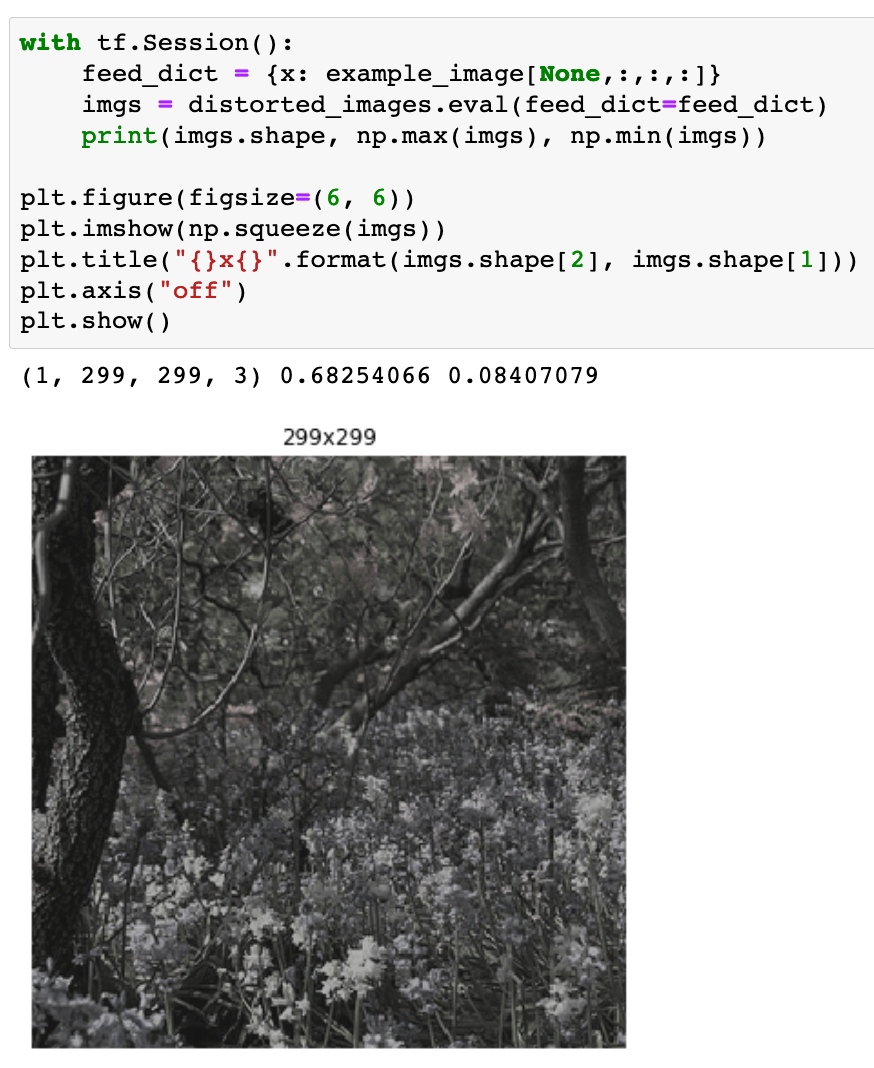 with tf.Session():
    feed_dict = {x: example_image[None,:,:,:]}
    imgs = distorted_images.eval(feed_dict=feed_dict)
    print(imgs.shape, np.max(imgs), np.min(imgs))

plt.figure(figsize=(6, 6))
plt.imshow(np.squeeze(imgs))
plt.title("{}x{}".format(imgs.shape[2], imgs.shape[1]))
plt.axis("off")
plt.show()
(1, 299, 299, 3) 0.68254066 0.08407079
299x299